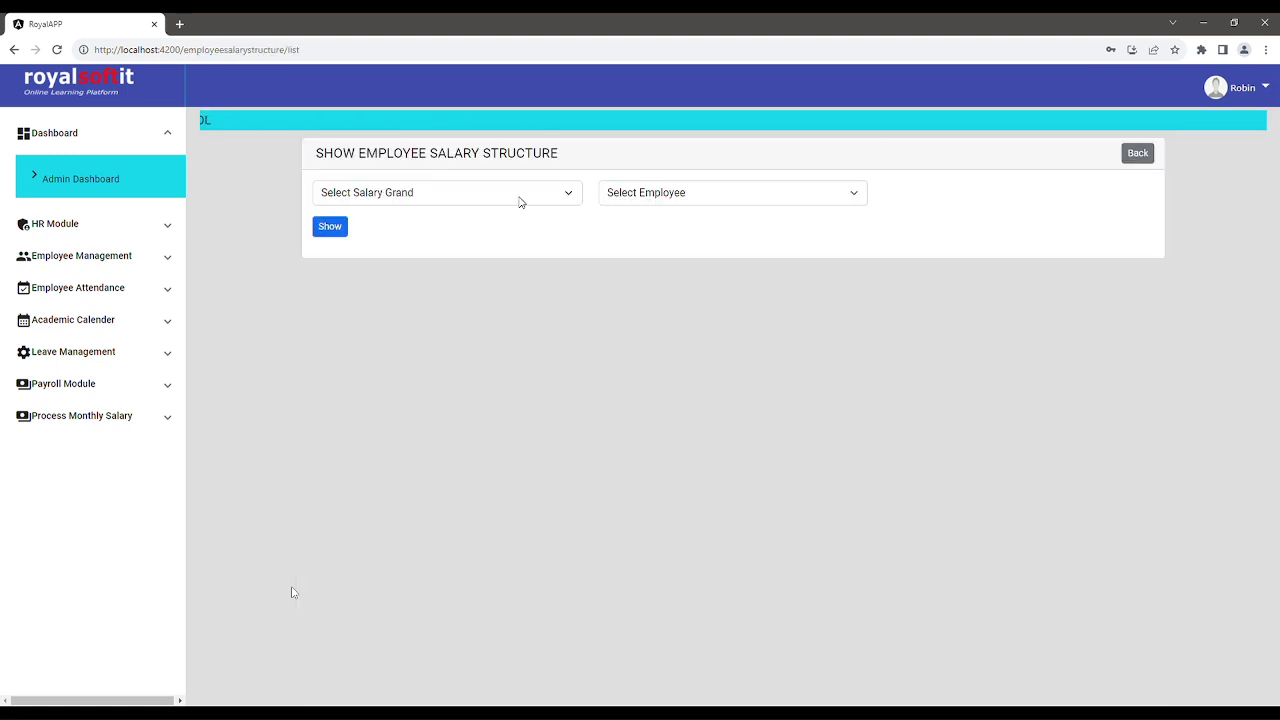 RoyalAPP
http://localhost:4200/employeesalarystructure/list
royalsoftit
Online Learning Platform
Robin
OL
SHOW EMPLOYEE SALARY STRUCTURE
Back
Select Salary Grand
Select Employee
Show
Dashboard
Admin Dashboard
HR Module
Employee Management
Employee Attendance
Academic Calender
Leave Management
Payroll Module
Process Monthly Salary